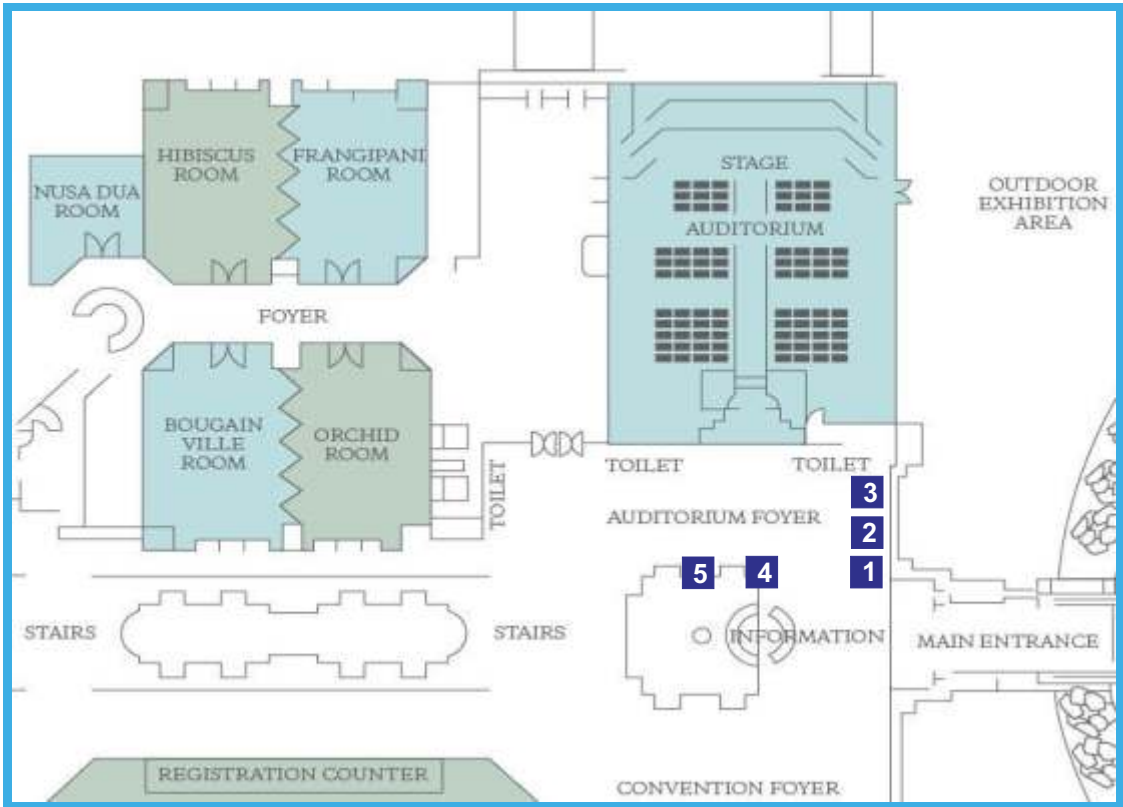 HIBISCUS
ROOM
FRANGIPANI
ROOM
NUSA DUA
ROOM
STAGE
AUDITORIUM
OUTDOOR
EXHIBITION
AREA
FOYER
BOUGAIN
VILLE
ROOM
ORCHID
ROOM
TOILET
TOILET
TOILET
AUDITORIUM FOYER
3
2
1
5
4
STAIRS
STAIRS
INFORMATION
MAIN ENTRANCE
REGISTRATION COUNTER
CONVENTION FOYER